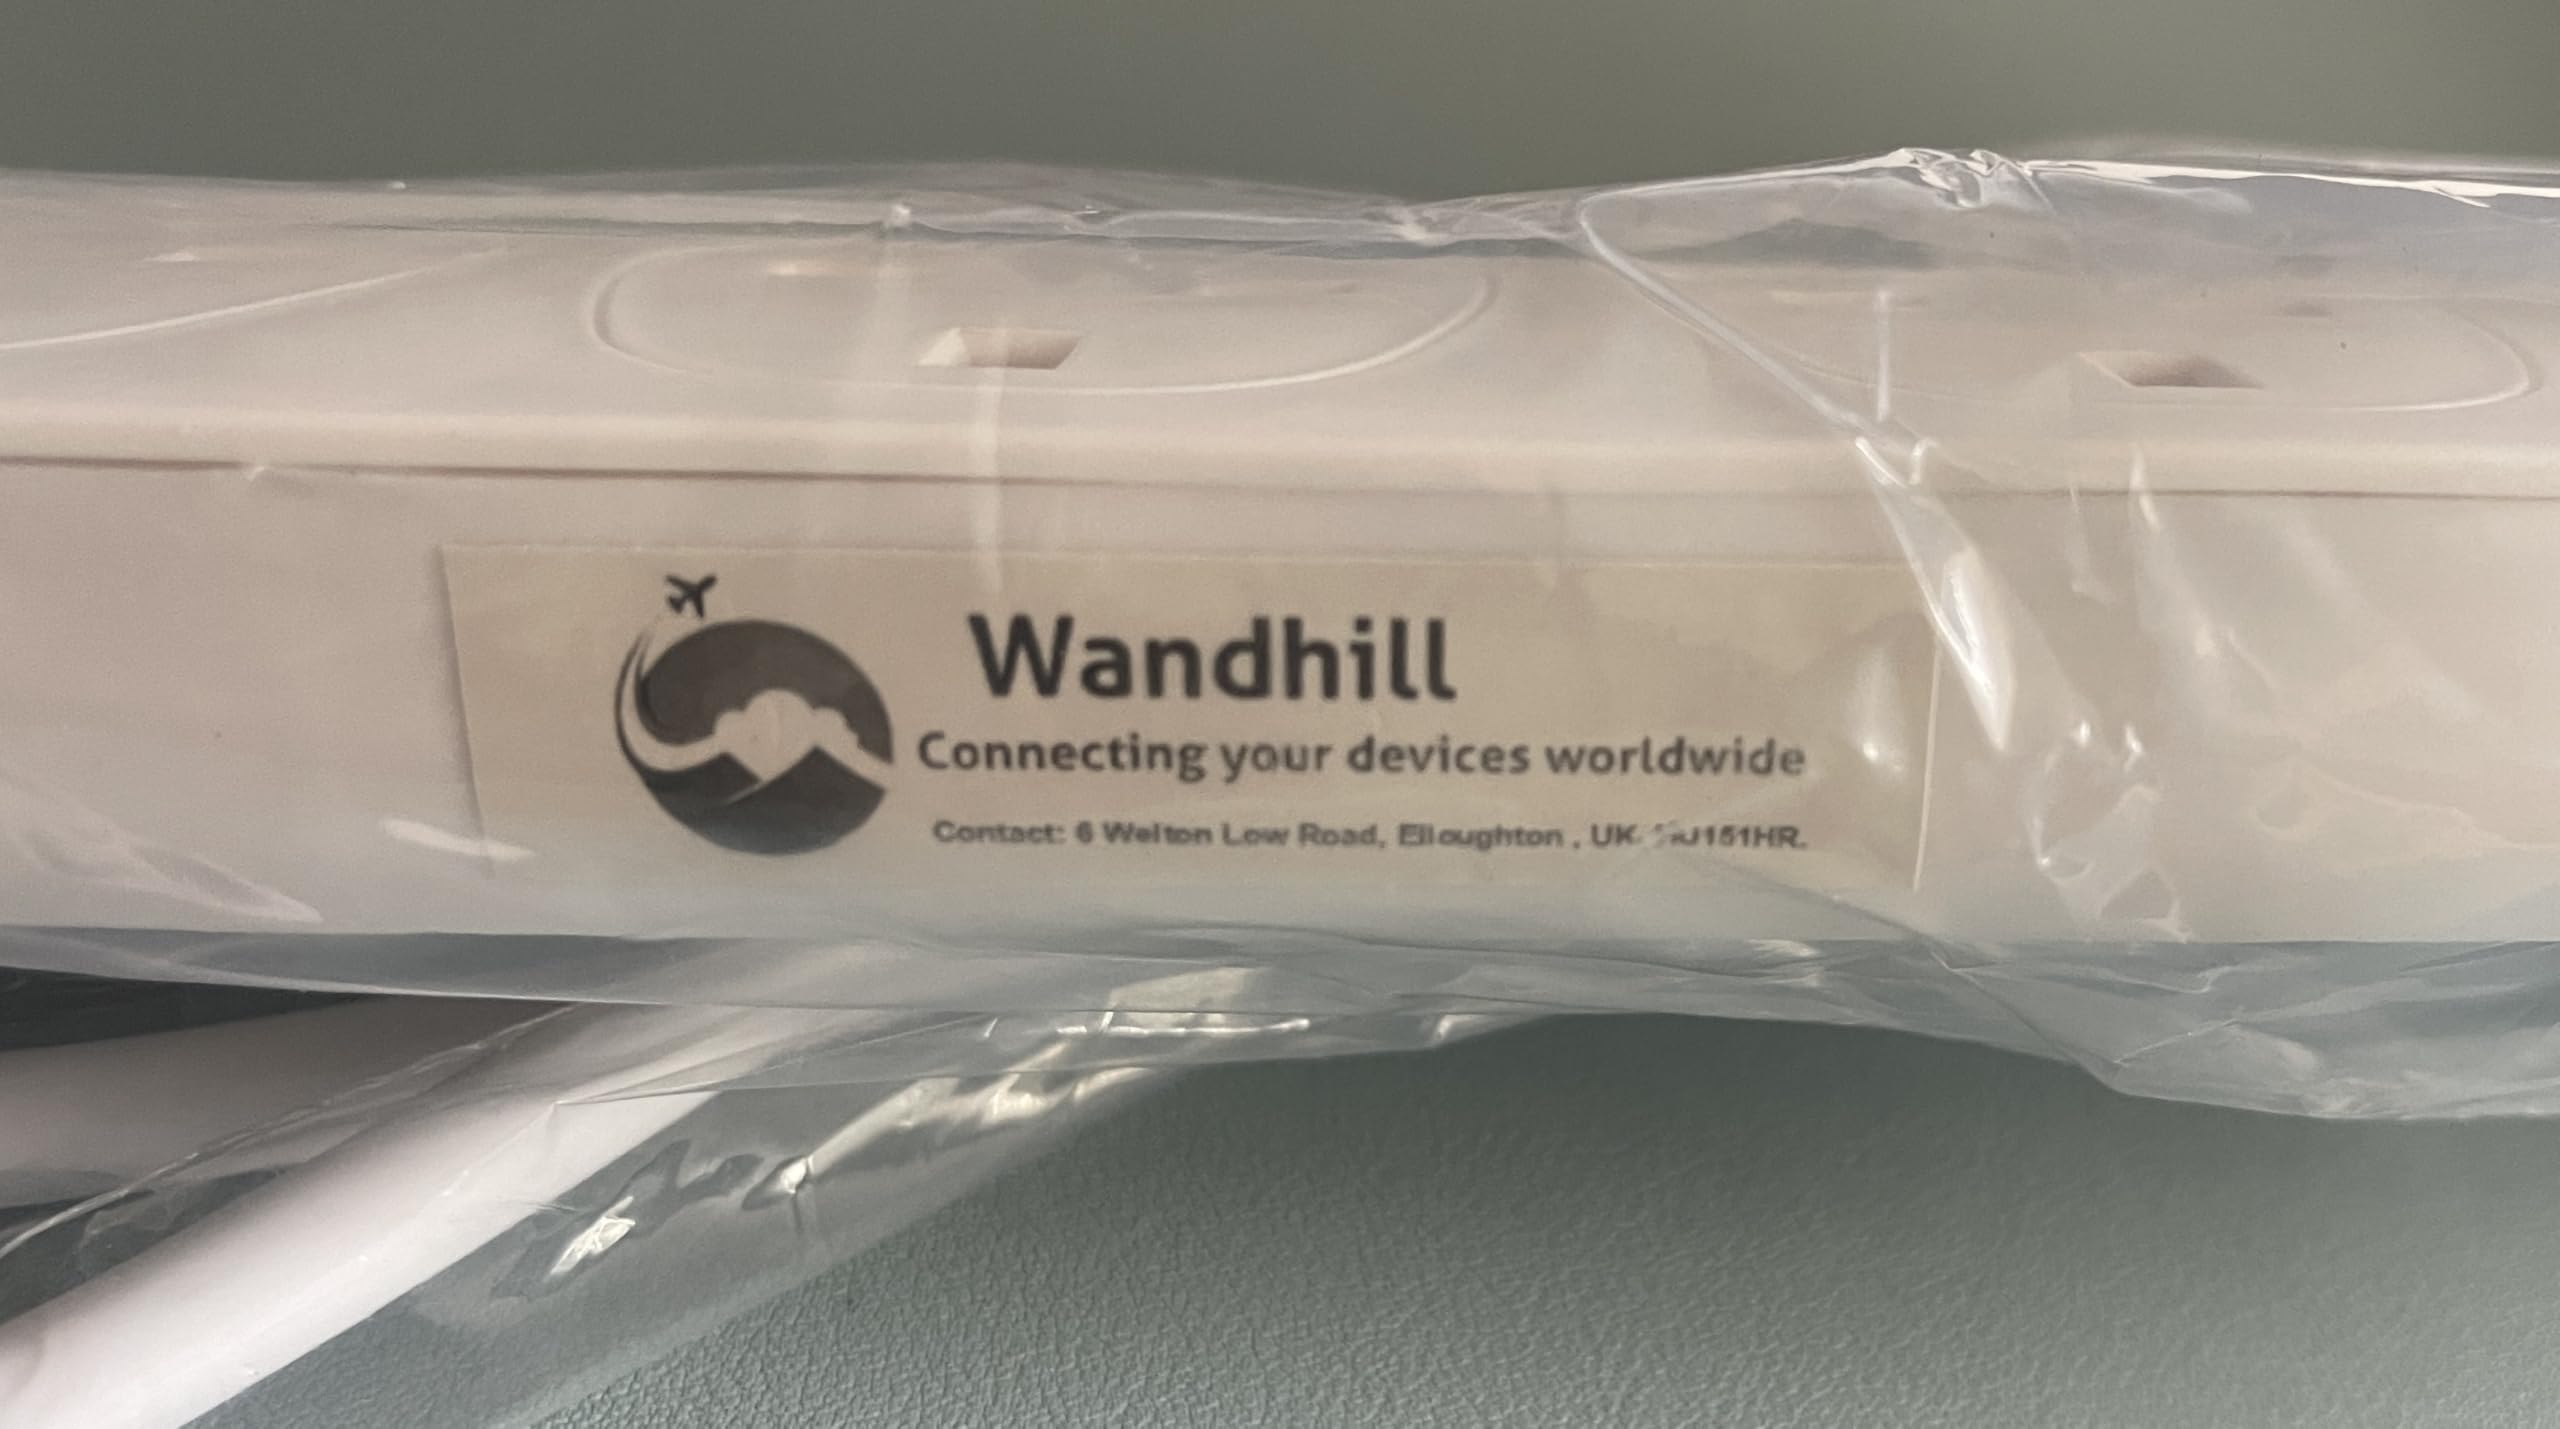 Wandhill
Connecting your devices worldwide
Contact: 6 Welton Low Road, Elloughton , UK.